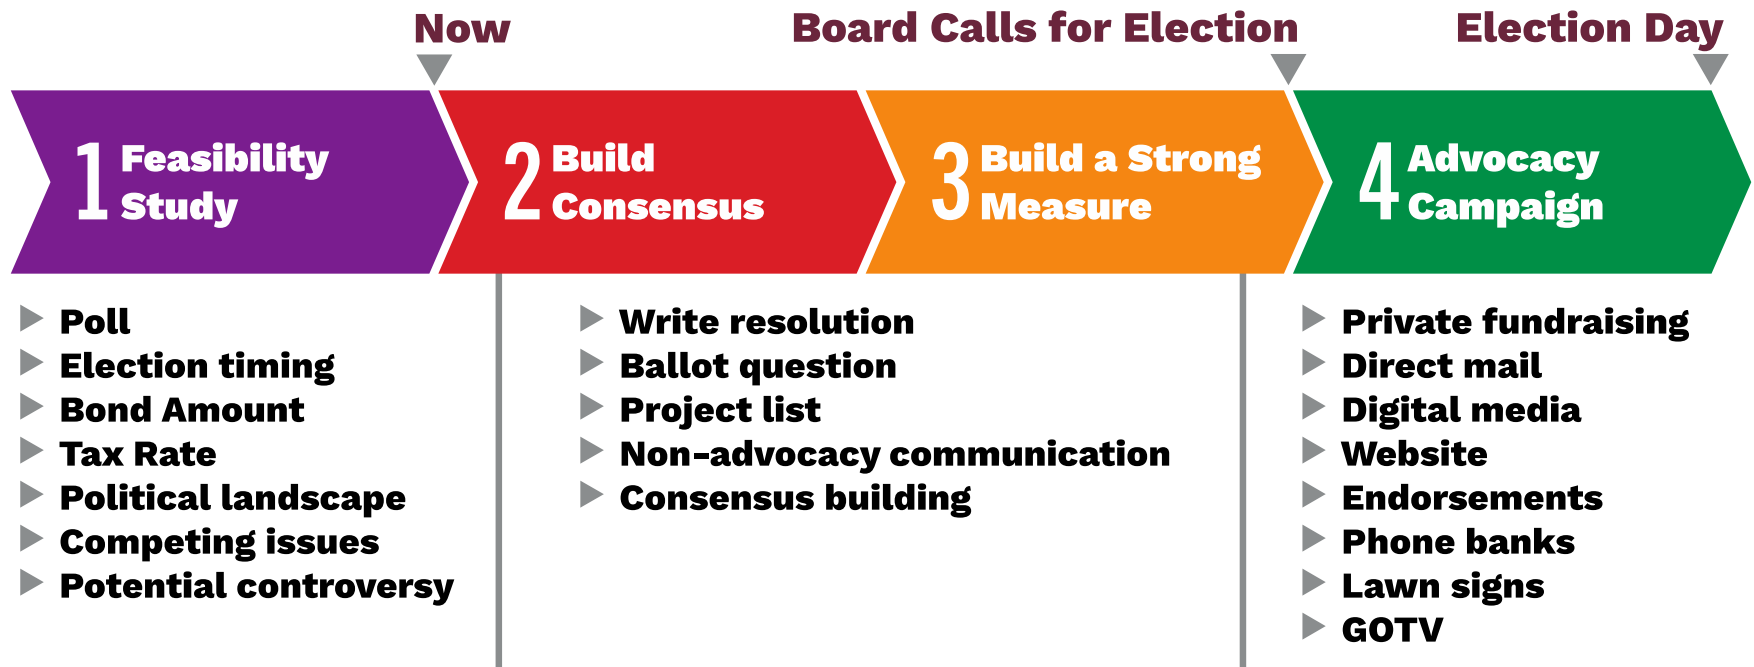 Now
Board Calls for Election
Election Day
1 Feasibility
Study
2 Build
Consensus
3 Build a Strong
Measure
4 Advocacy
Campaign
Poll
Election timing
Bond Amount
Tax Rate
Political landscape
Competing issues
Potential controversy
Write resolution
Ballot question
Project list
Non-advocacy communication
Consensus building
Private fundraising
Direct mail
Digital media
Website
Endorsements
Phone banks
Lawn signs
GOTV